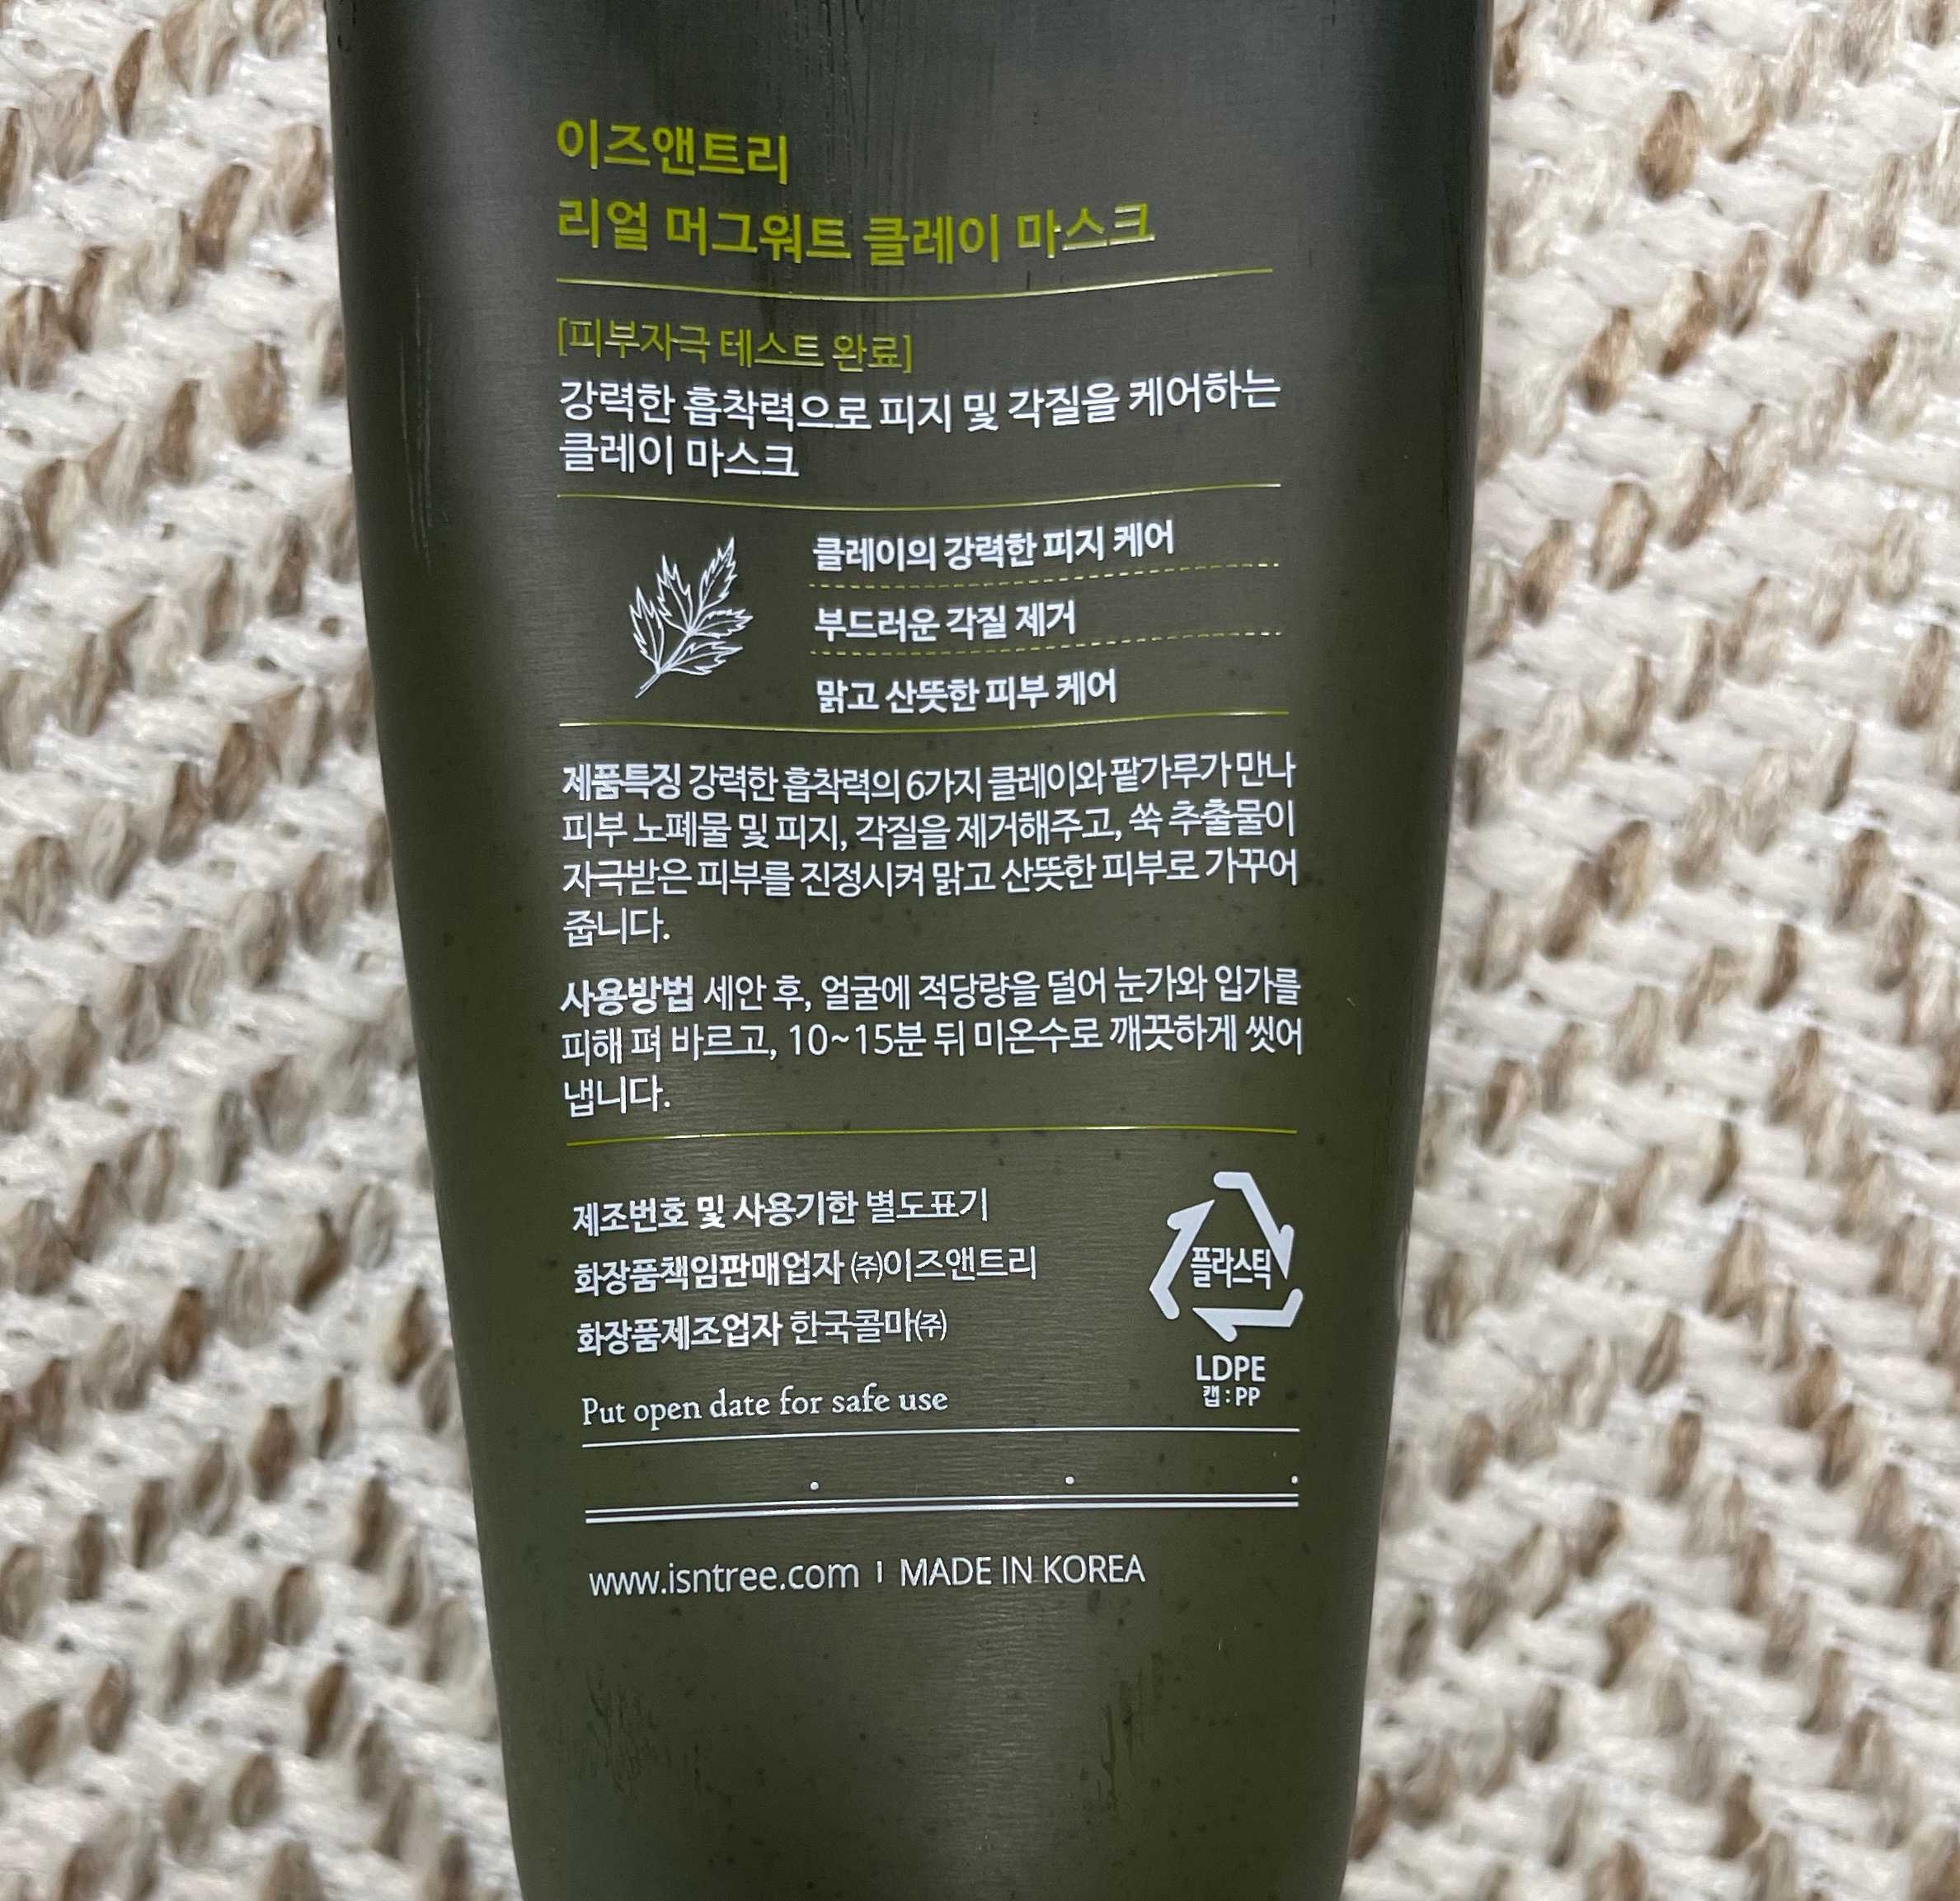 이즈앤트리
리얼 머그워트 클레이 마스크
[피부자극 테스트 완료]
강력한 흡착력으로 피지 및 각질을 케어하는
클레이 마스크
클레이의 강력한 피지 케어
부드러운 각질 제거
맑고 산뜻한 피부 케어
제품특징 강력한 흡착력의 6가지 클레이와 팥가루가 만나
피부 노폐물 및 피지, 각질을 제거해주고, 쑥 추출물이
자극받은 피부를 진정시켜 맑고 산뜻한 피부로 가꾸어
줍니다.
사용방법 세안 후, 얼굴에 적당량을 덜어 눈가와 입가를
피해 펴 바르고, 10~15분 뒤 미온수로 깨끗하게 씻어
냅니다.
제조번호 및 사용기한 별도표기
화장품책임판매업자 ㈜이즈앤트리
화장품제조업자 한국콜마㈜
플라스틱
LDPE
캡 : PP
Put open date for safe use
www.isntree.com | MADE IN KOREA